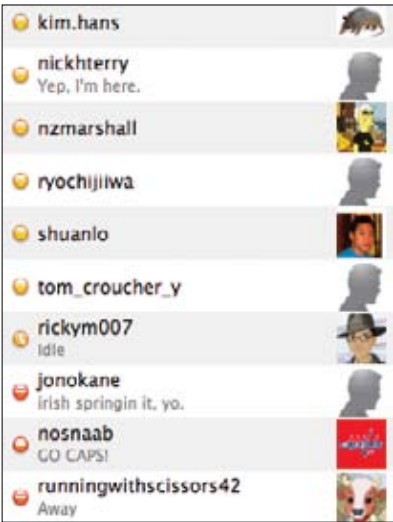 kim.hans
nickhterry
Yep, I'm here.
nzmarshall
ryochijiiwa
shuanlo
tom_croucher_y
rickym007
Idle
jonokane
irish springin it, yo.
nosnaab
GO CAPS!
runningwithscissors42
Away